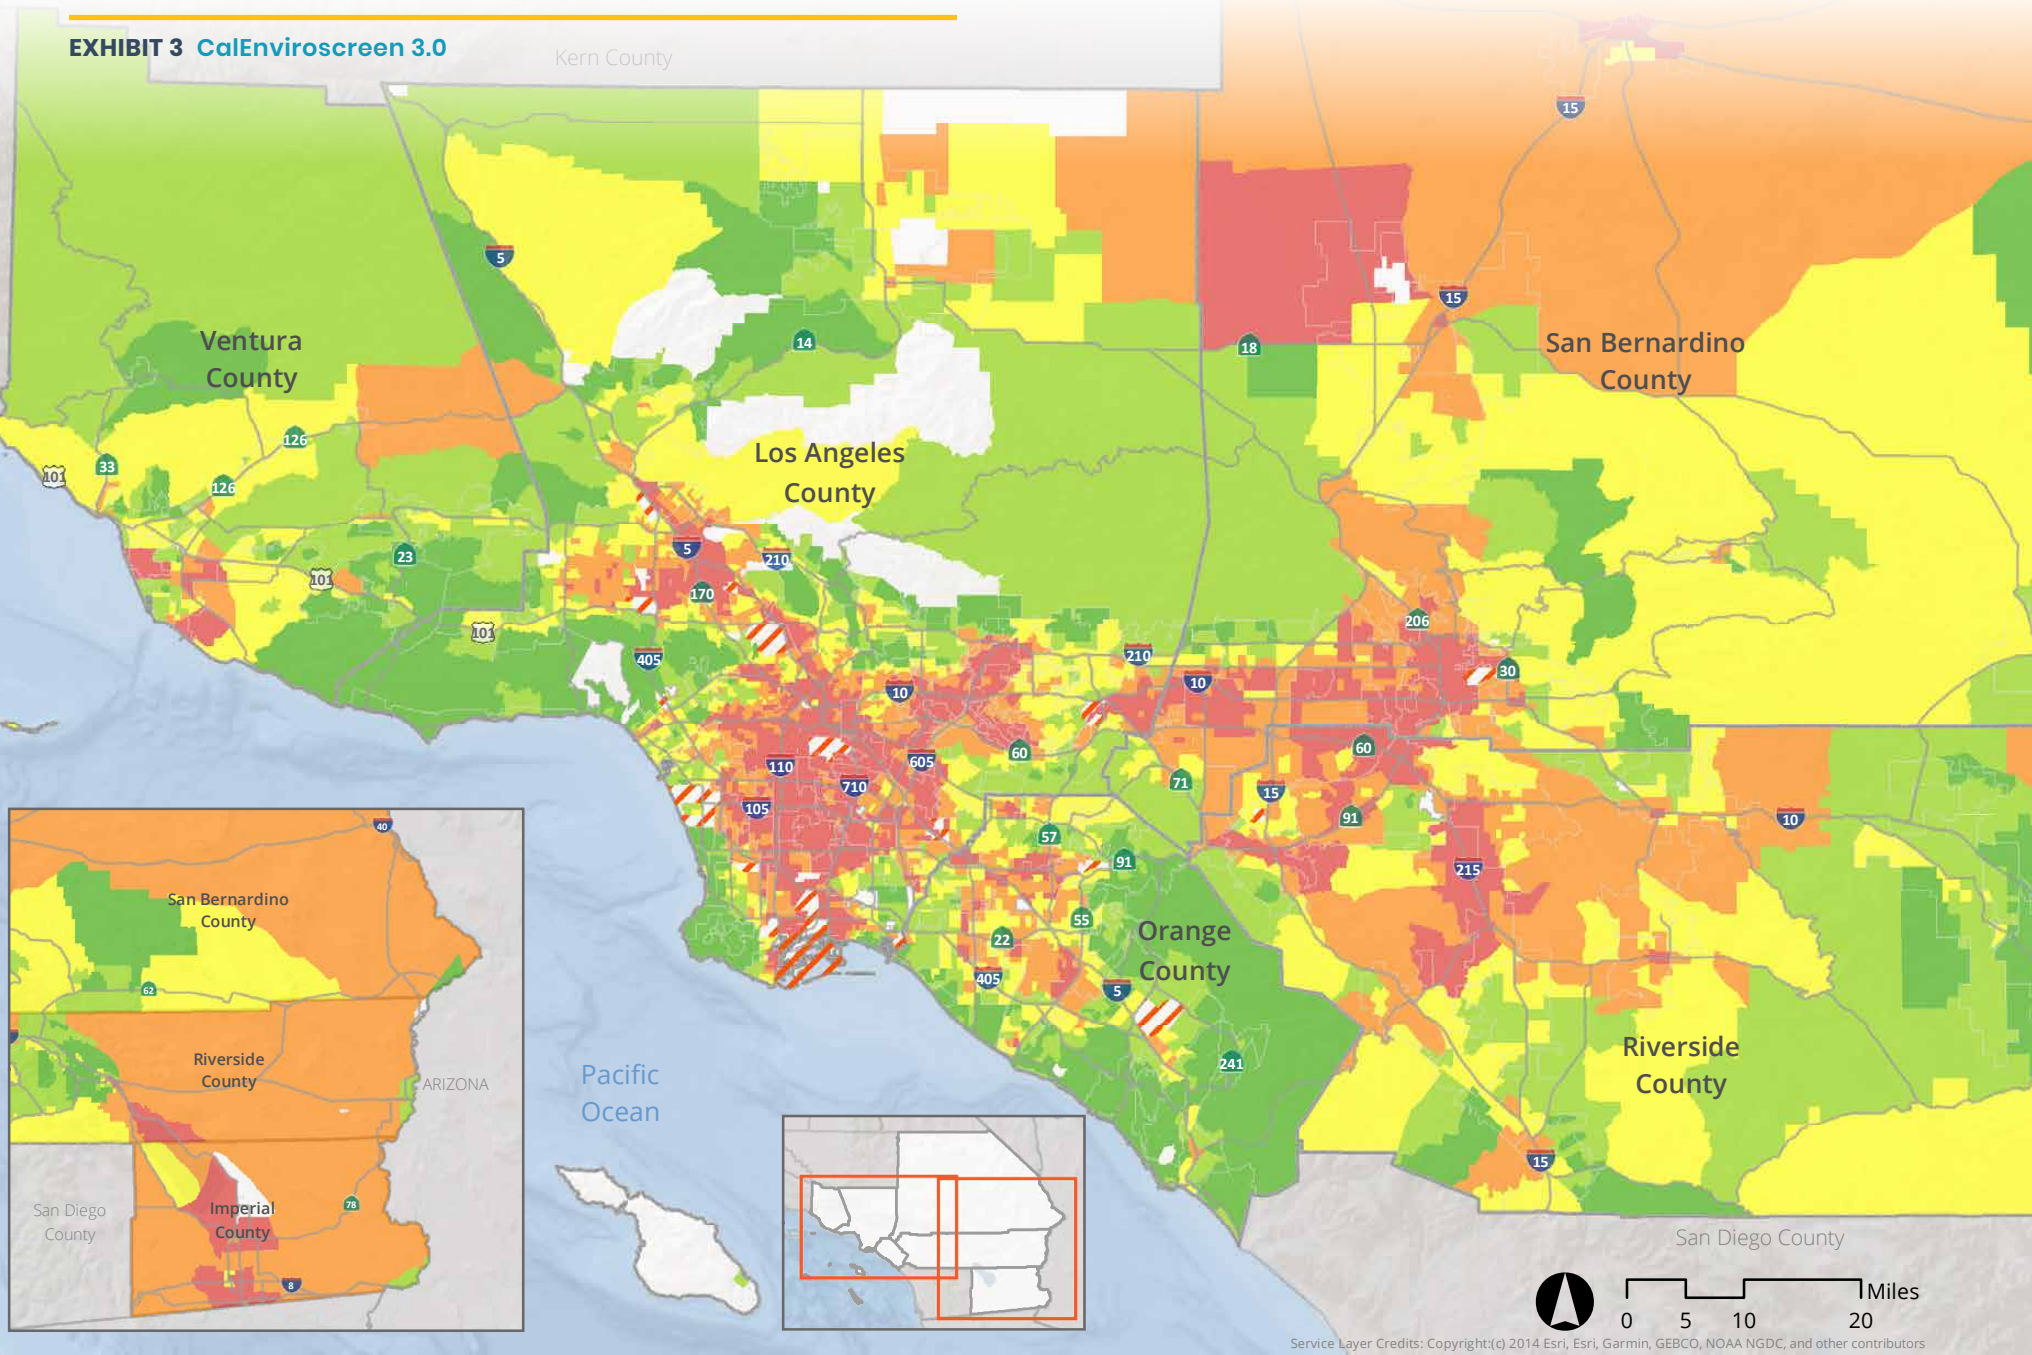 EXHIBIT 3 CalEnviroscreen 3.0
Kern County
15
5
15
14
18
Ventura
County
San Bernardino
County
126
33
101
126
Los Angeles
County
23
5
210
101
170
206
101
405
210
30
10
10
60
60
110
605
71
710
15
105
91
10
57
91
215
55
22
Orange
County
405
5
241
Riverside
County
15
40
San Bernardino
County
62
Riverside
County
ARIZONA
San Diego
County
Imperial
County
78
8
Pacific
Ocean
San Diego County
Miles
0 5 10 20
Service Layer Credits: Copyright:(c) 2014 Esri, Esri, Garmin, GEBCO, NOAA NGDC, and other contributors